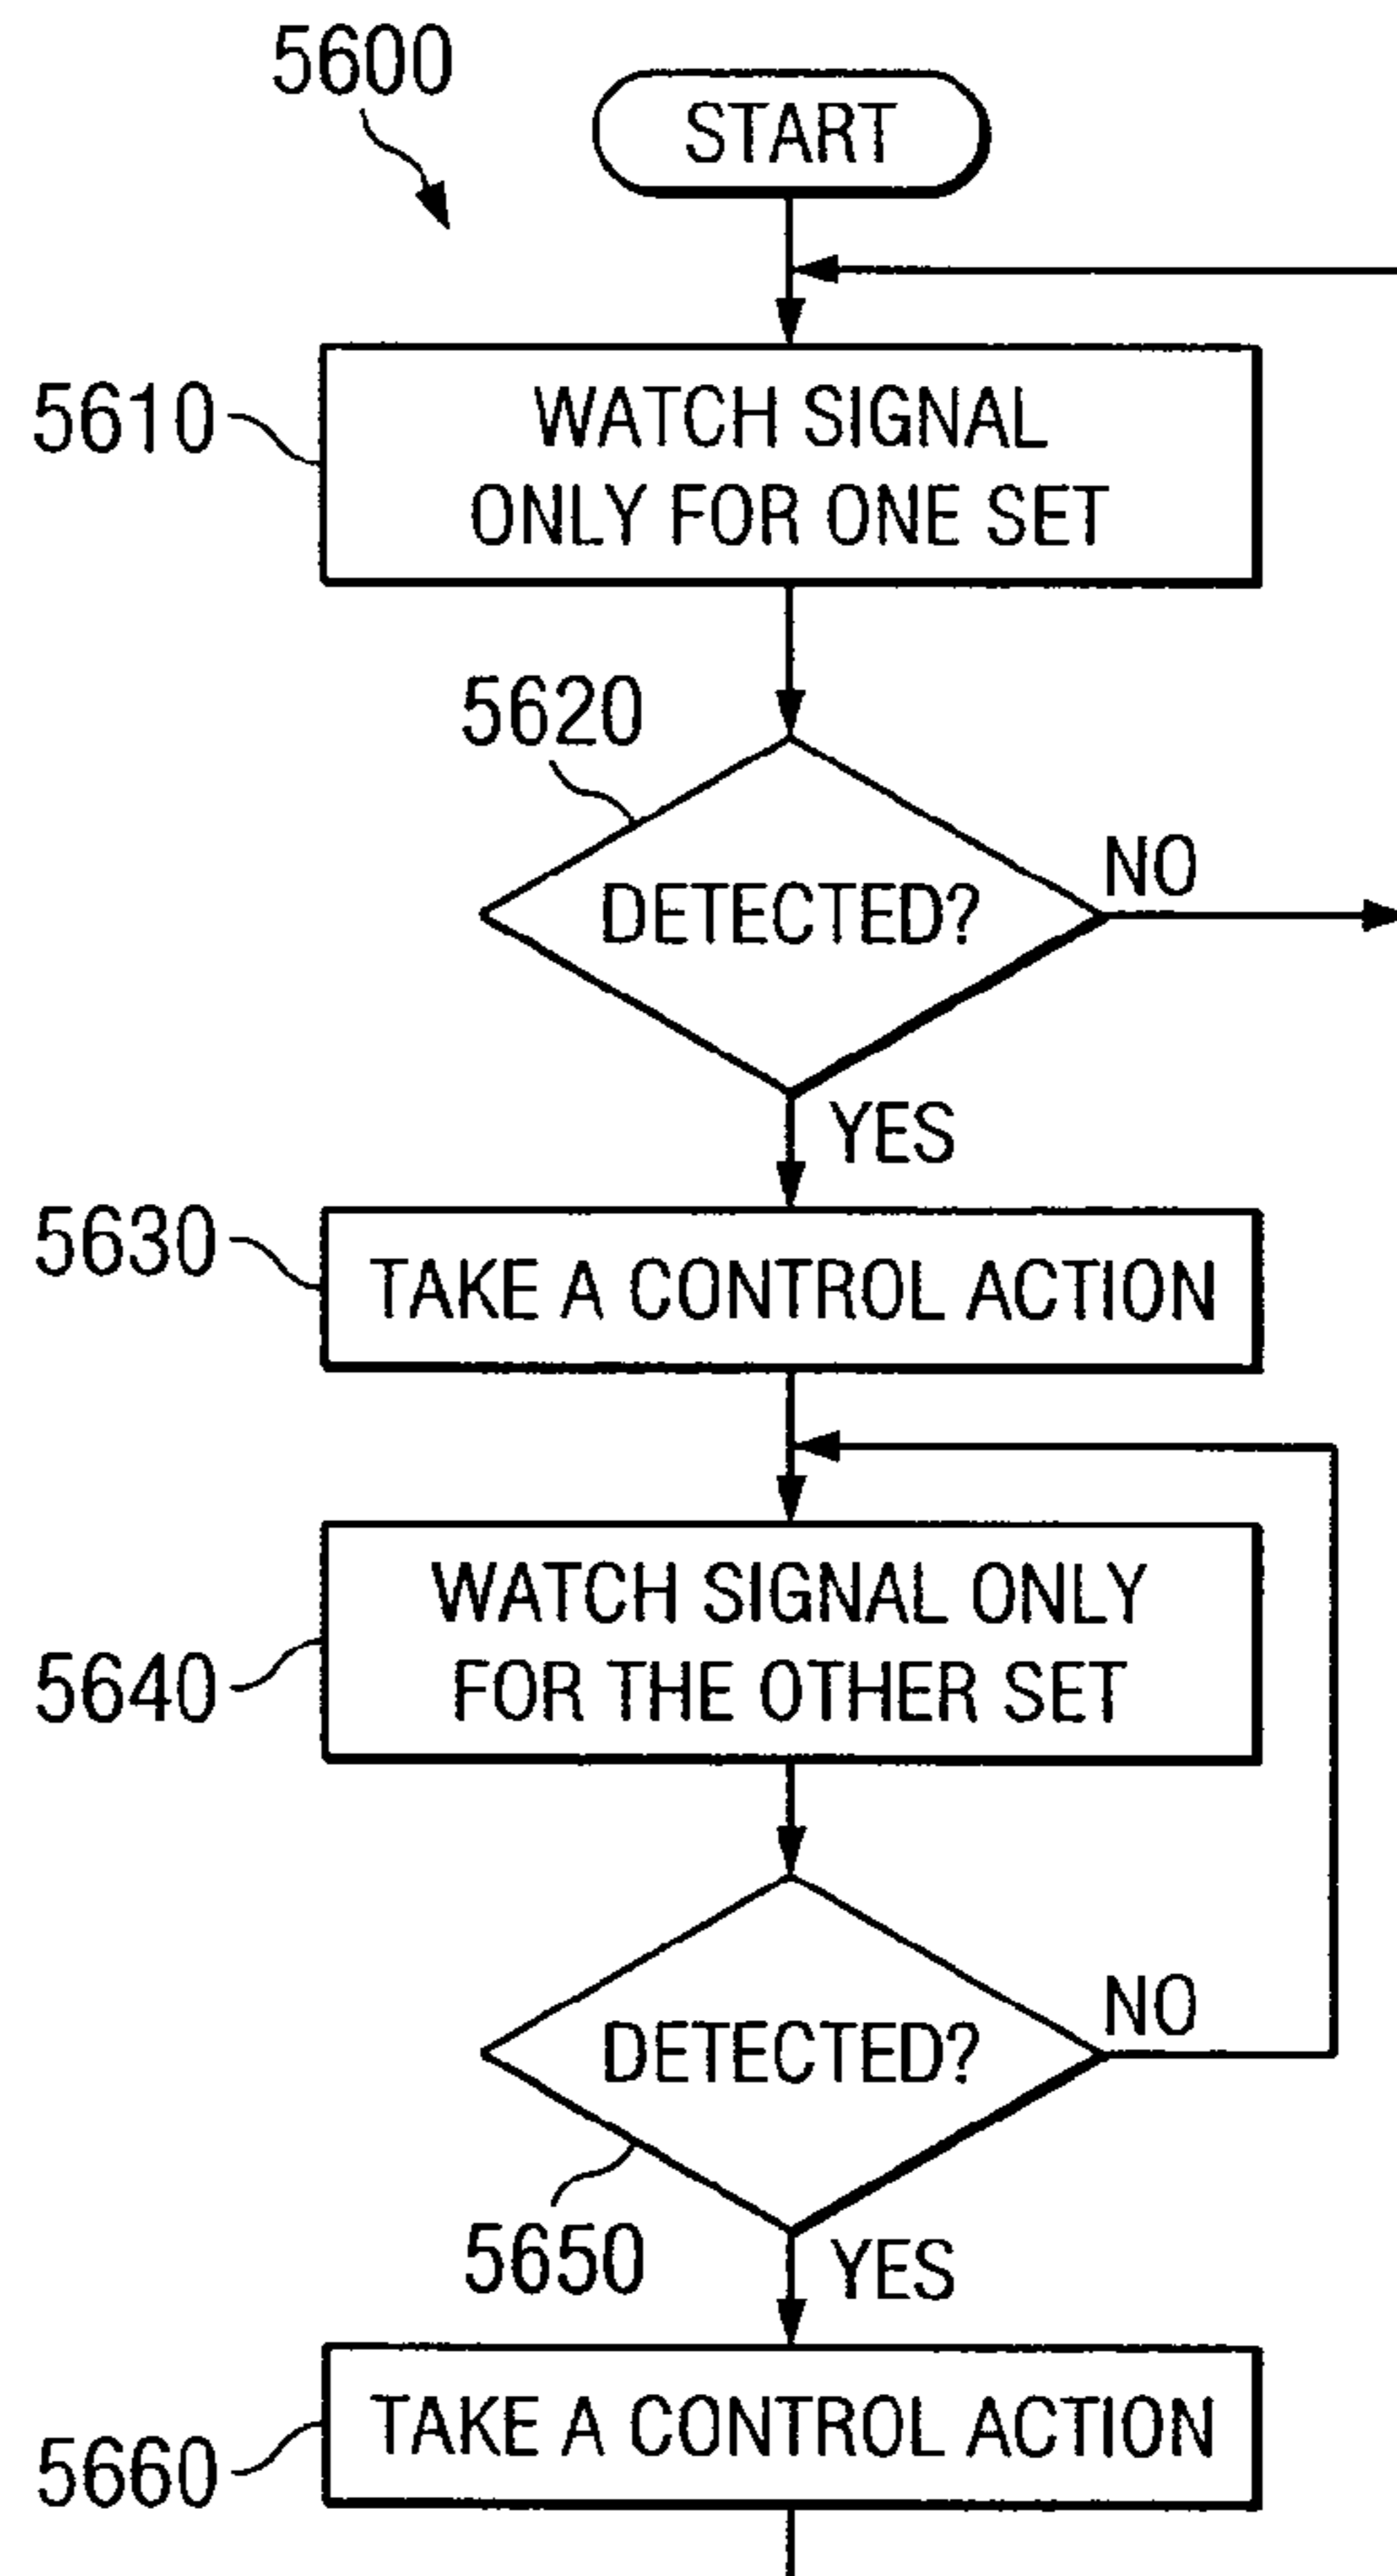 5600
START
5610
WATCH SIGNAL
ONLY FOR ONE SET
5620
DETECTED?
NO
YES
5630
TAKE A CONTROL ACTION
5640
WATCH SIGNAL ONLY
FOR THE OTHER SET
DETECTED?
NO
5650
YES
5660
TAKE A CONTROL ACTION